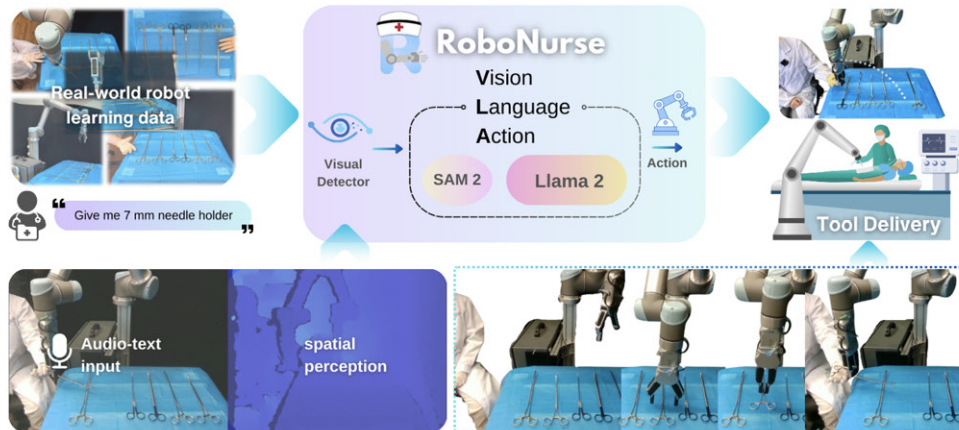 Real-world robot
learning data
Give me 7 mm needle holder
RoboNurse
Vision
Language
Action
Visual
Detector
SAM 2
Llama 2
Action
Tool Delivery
Audio-text
input
spatial
perception